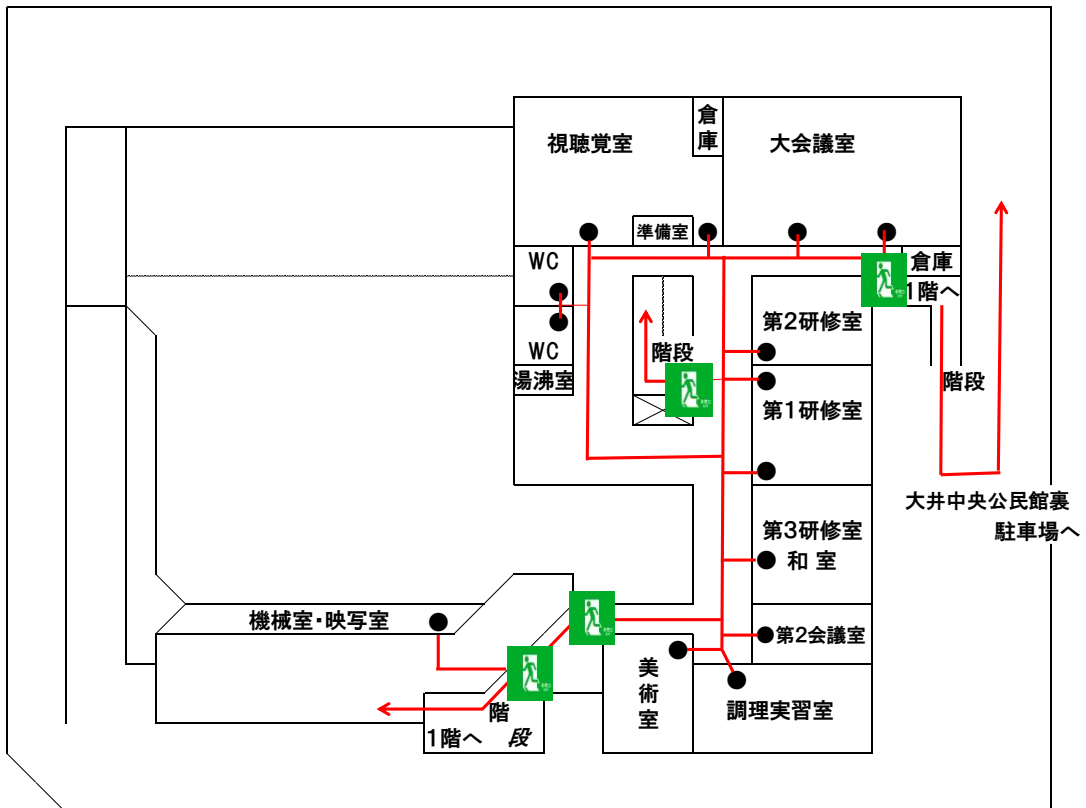 倉庫
視聴覚室
大会議室
準備室
WC
倉庫
1階へ
第2研修室
WC
階段
湯沸室
階段
第1研修室
大井中央公民館裏
駐車場へ
第3研修室
和 室
機械室・映写室
第2会議室
美術室
調理実習室
階段
1階へ